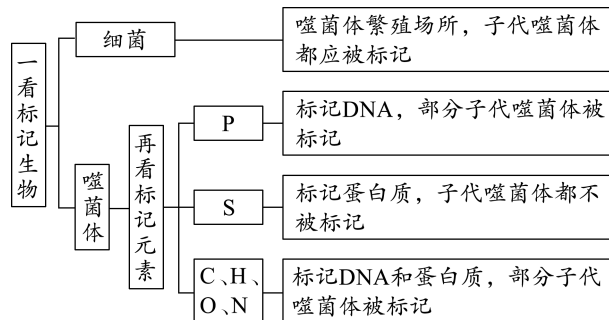 一看标记生物
细菌
噬菌体繁殖场所，子代噬菌体
都应被标记
噬菌体
再看标记元素
P
标记DNA，部分子代噬菌体被
标记
S
标记蛋白质，子代噬菌体都不
被标记
C、H、
O、N
标记DNA和蛋白质，部分子代
噬菌体被标记